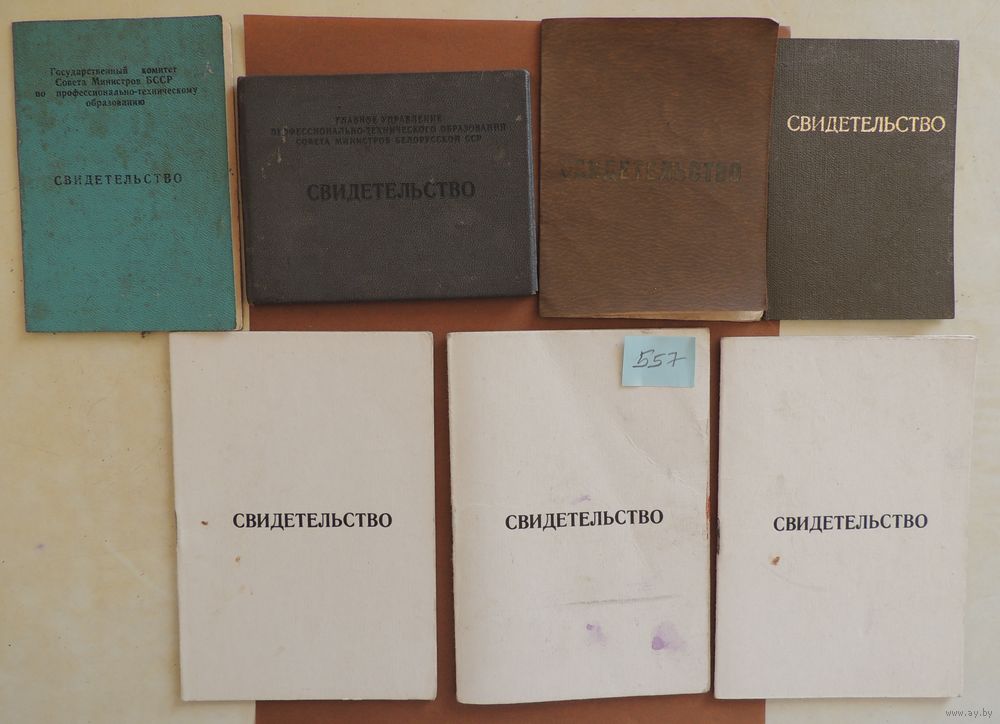 Государственный комитет
Совета Министров БССР
по профессионально-техническому
образованию
СВИДЕТЕЛЬСТВО
ГЛАВНОЕ УПРАВЛЕНИЕ
ПРОФЕССИОНАЛЬНО-ТЕХНИЧЕСКОГО ОБРАЗОВАНИЯ
СОВЕТА МИНИСТРОВ БЕЛОРУССКОЙ ССР
СВИДЕТЕЛЬСТВО
СВИДЕТЕЛЬСТВО
СВИДЕТЕЛЬСТВО
557
СВИДЕТЕЛЬСТВО
СВИДЕТЕЛЬСТВО
СВИДЕТЕЛЬСТВО
www.ay.by